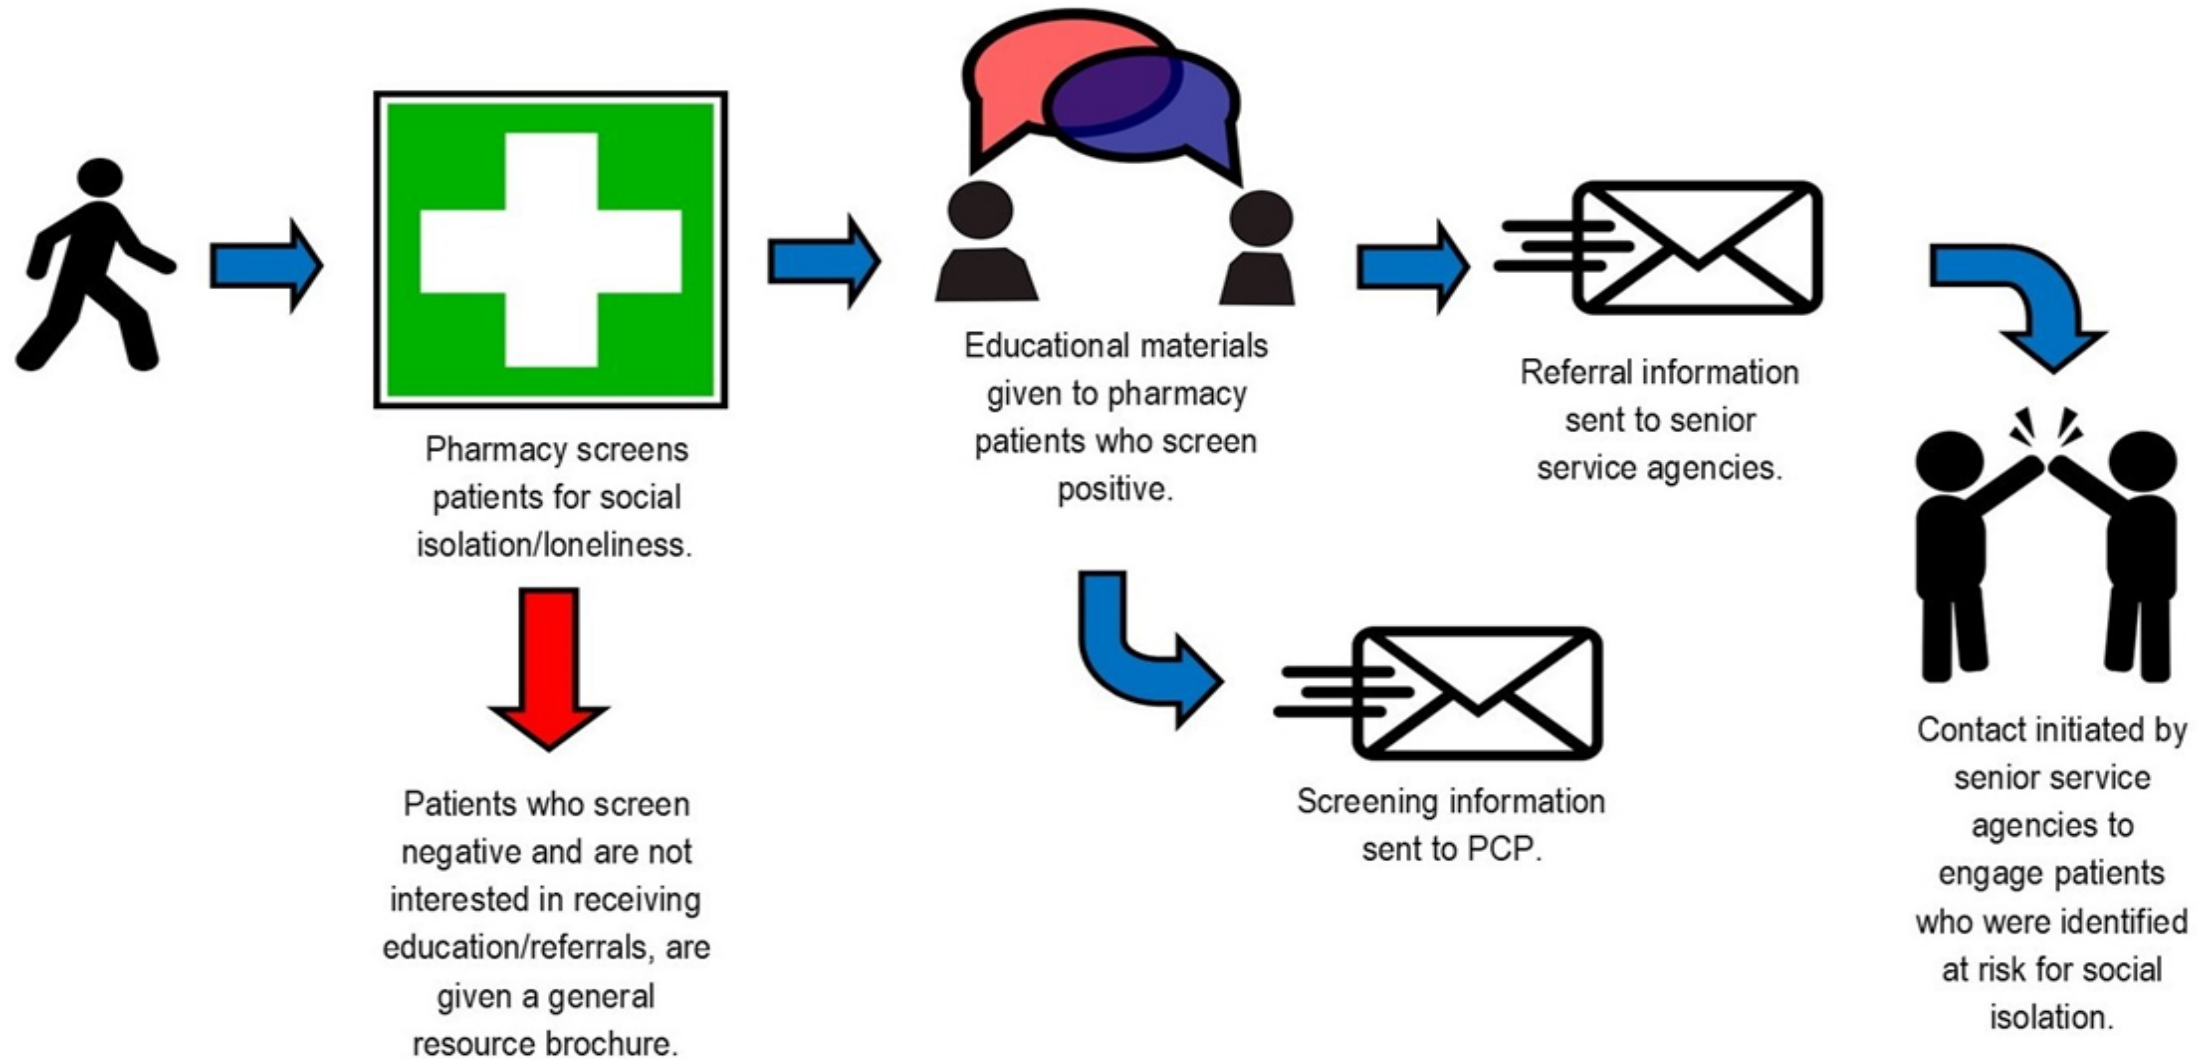 Pharmacy screens
patients for social
isolation/loneliness.
Patients who screen
negative and are not
interested in receiving
education/referrals, are
given a general
resource brochure.
Educational materials
given to pharmacy
patients who screen
positive.
Screening information
sent to PCP.
Referral information
sent to senior
service agencies.
Contact initiated by
senior service
agencies to
engage patients
who were identified
at risk for social
isolation.